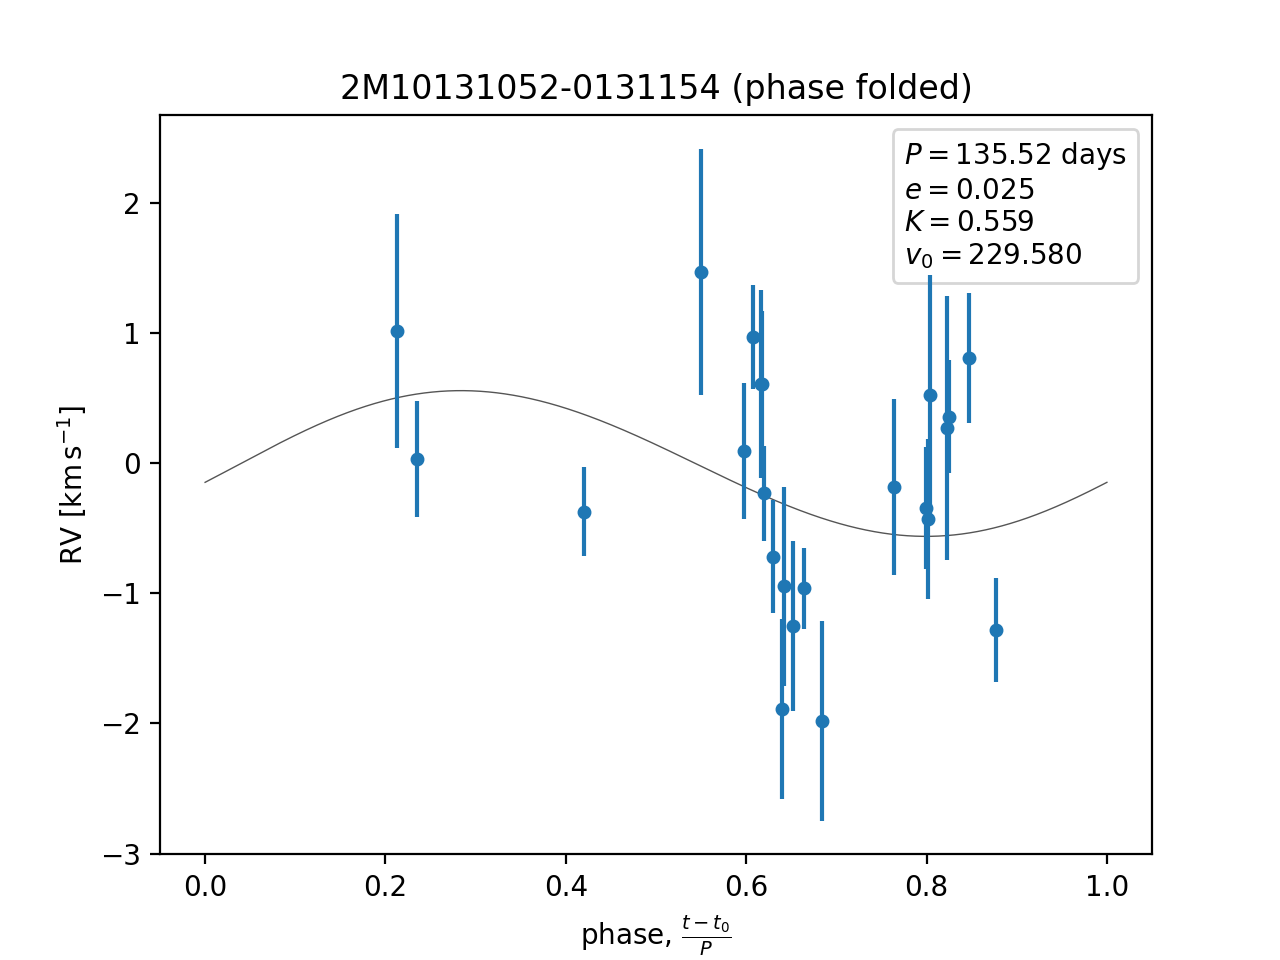 2M10131052-0131154 (phase folded)
P = 135.52 days
e = 0.025
K = 0.559
v₀ = 229.580
RV [km s⁻¹]
2
1
0
−1
−2
−3
0.0 0.2 0.4 0.6 0.8 1.0
phase, (t − t₀)/P